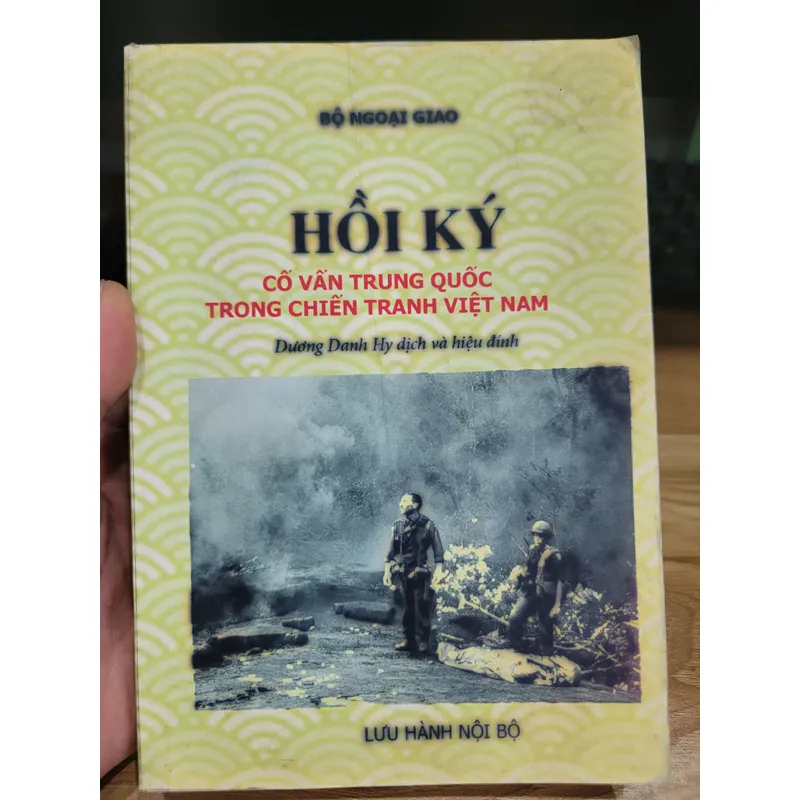 BỘ NGOẠI GIAO
HỒI KÝ
CỐ VẤN TRUNG QUỐC
TRONG CHIẾN TRANH VIỆT NAM
Dương Danh Hy dịch và hiệu đính
LƯU HÀNH NỘI BỘ